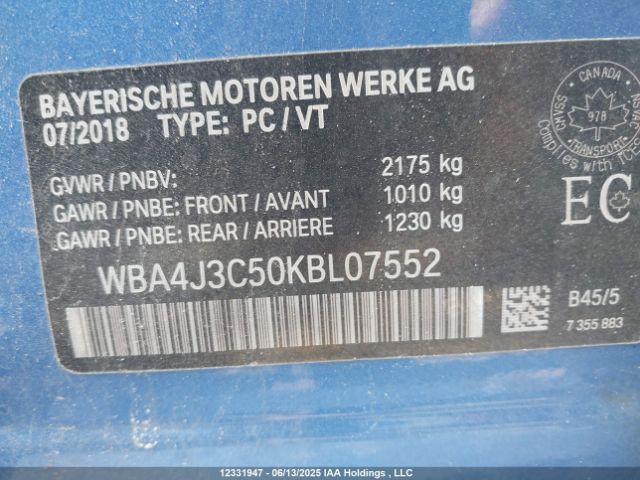 BAYERISCHE MOTOREN WERKE AG
07/2018 TYPE: PC / VT
GVWR / PNBV: 2175 kg
GAWR / PNBE: FRONT / AVANT 1010 kg
GAWR / PNBE: REAR / ARRIERE 1230 kg
WBA4J3C50KBL07552
CANADA
978
TRANSPORT
EC
B45/5
7 355 883
12331947 - 06/13/2025 IAA Holdings , LLC